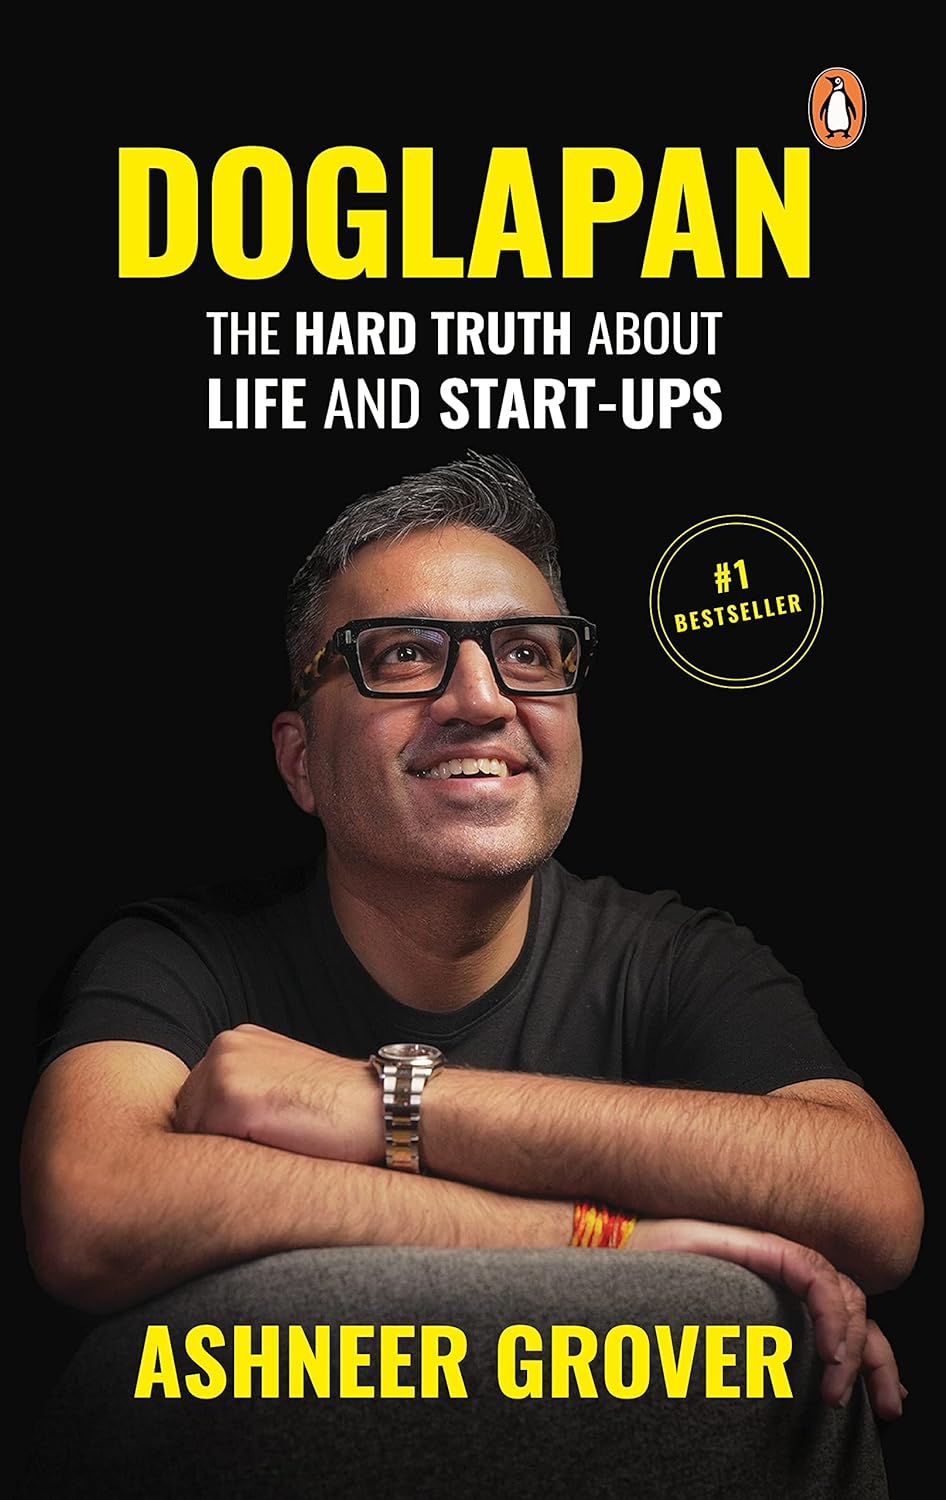 DOGLAPAN
THE HARD TRUTH ABOUT
LIFE AND START-UPS
#1
BESTSELLER
ASHNEER GROVER